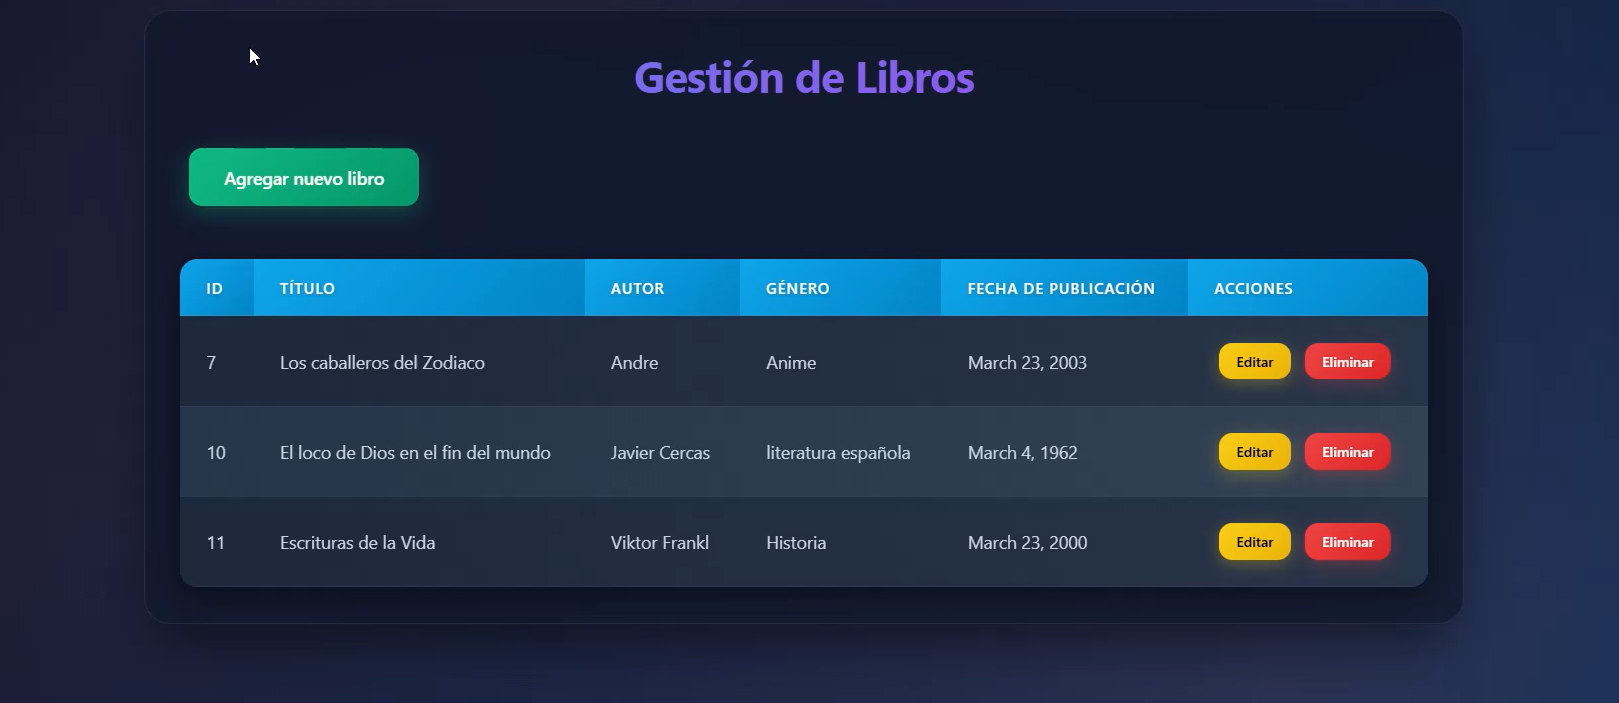 Gestión de Libros
Agregar nuevo libro
ID TÍTULO AUTOR GÉNERO FECHA DE PUBLICACIÓN ACCIONES
7 Los caballeros del Zodiaco Andre Anime March 23, 2003 Editar Eliminar
10 El loco de Dios en el fin del mundo Javier Cercas literatura española March 4, 1962 Editar Eliminar
11 Escrituras de la Vida Viktor Frankl Historia March 23, 2000 Editar Eliminar